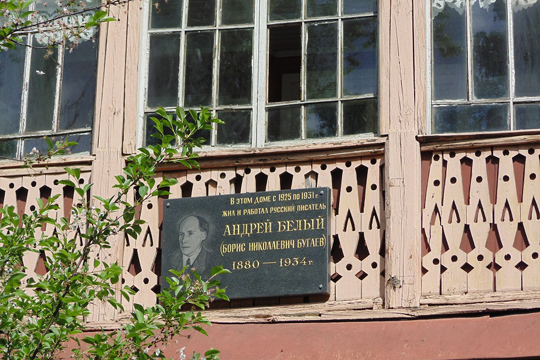 В ЭТОМ ДОМЕ С 1925 ПО 1931 Г.
ЖИЛ И РАБОТАЛ РУССКИЙ ПИСАТЕЛЬ
АНДРЕЙ БЕЛЫЙ
(БОРИС НИКОЛАЕВИЧ БУГАЕВ)
1880 — 1934 г.